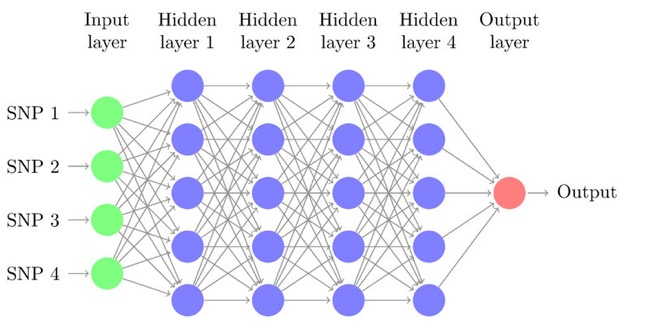 Input
layer
Hidden
layer 1
Hidden
layer 2
Hidden
layer 3
Hidden
layer 4
Output
layer
SNP 1
SNP 2
SNP 3
SNP 4
Output